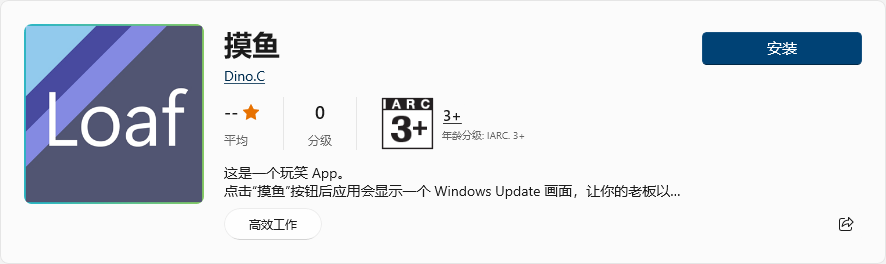 Loaf
摸鱼
安装
Dino.C
--
0
IARC
3+
3+
平均
分级
年龄分级: IARC. 3+
这是一个玩笑 App。
点击“摸鱼”按钮后应用会显示一个 Windows Update 画面，让你的老板以...
高效工作